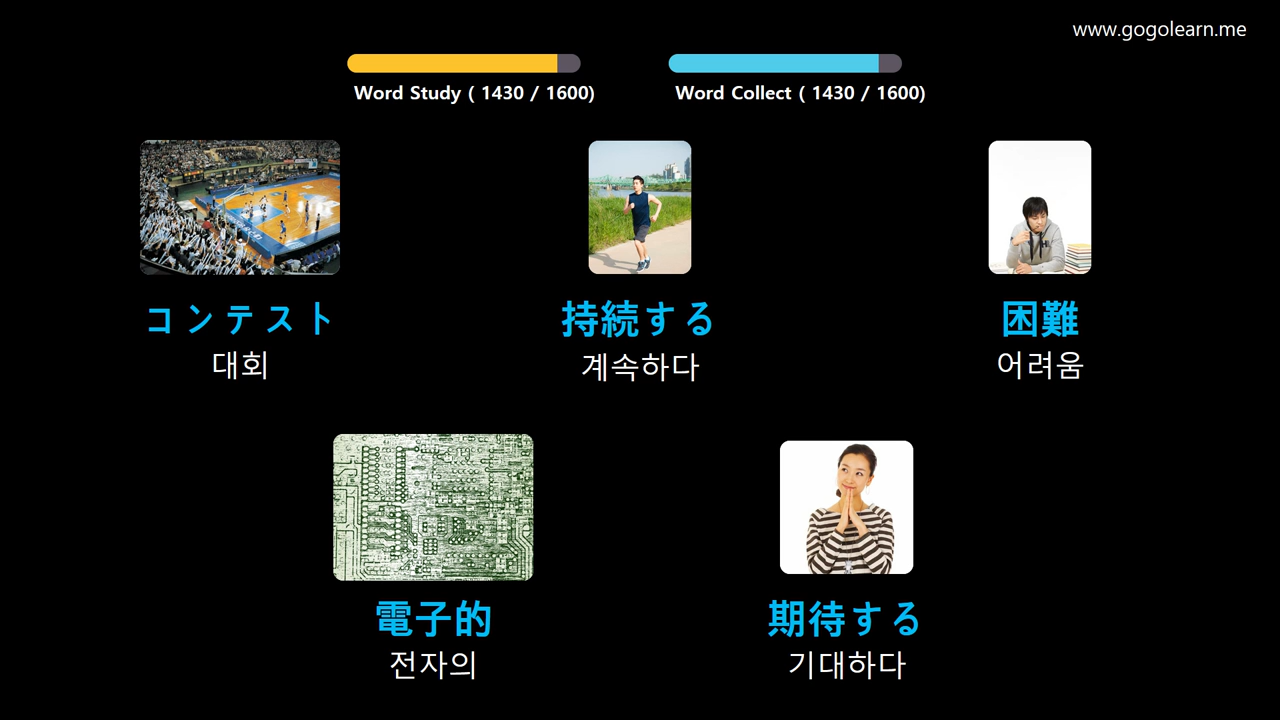 www.gogolearn.me
Word Study ( 1430 / 1600)
Word Collect ( 1430 / 1600)
コンテスト
대회
持続する
계속하다
困難
어려움
電子的
전자의
期待する
기대하다